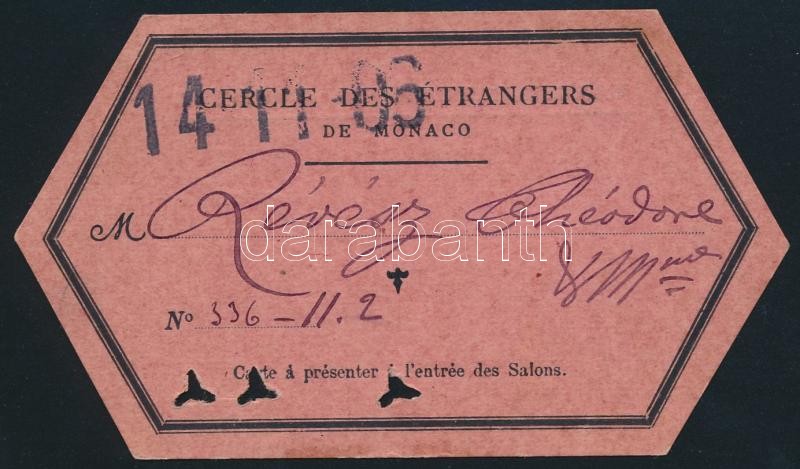 14 11 06
CERCLE DES ÉTRANGERS
DE MONACO
M Révész Théodore
& Mme
No 336-11.2
Carte à présenter à l'entrée des Salons.
darabanth